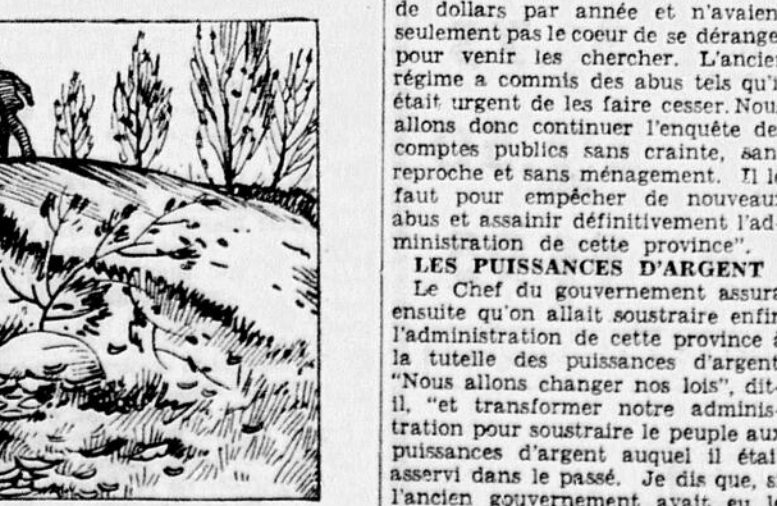 de dollars par année et n'avaien
seulement pas le coeur de se dérange
pour venir les chercher. L'ancien
régime a commis des abus tels qu'i
était urgent de les faire cesser. Nou
allons donc continuer l'enquête de
comptes publics sans crainte, san
reproche et sans ménagement. Il l
faut pour empêcher de nouveaux
abus et assainir définitivement l'ad-
ministration de cette province".
LES PUISSANCES D'ARGENT
Le Chef du gouvernement assura
ensuite qu'on allait soustraire enfin
l'administration de cette province à
la tutelle des puissances d'argent
"Nous allons changer nos lois", dit-
il, "et transformer notre adminis-
tration pour soustraire le peuple aux
puissances d'argent auquel il étai
asservi dans le passé. Je dis que, s
l'ancien gouvernement avait eu le